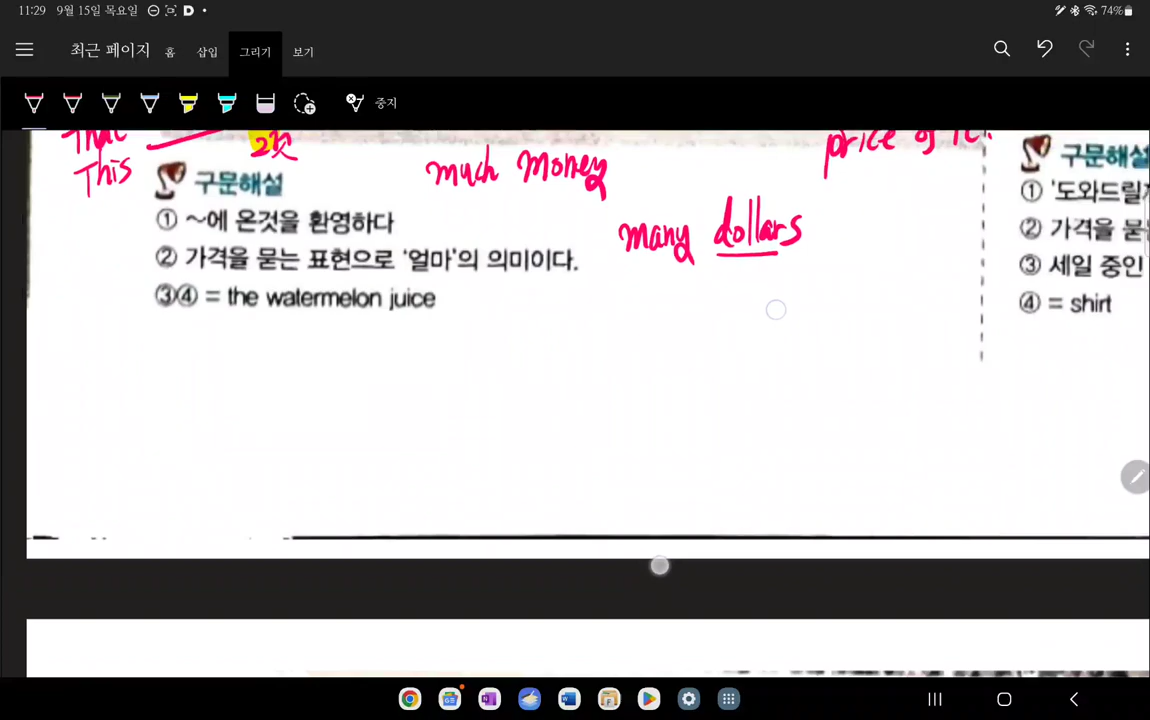 11:29 9월 15일 목요일 D 74%
최근 페이지 홈 삽입 그리기 보기
중지
That 2것 price of it.
This
구문해설 much money 구문해설
many dollars
① ~에 온것을 환영하다 ① '도와드릴
② 가격을 묻는 표현으로 '얼마'의 의미이다. ② 가격을 묻
③④ = the watermelon juice ③ 세일 중인
④ = shirt